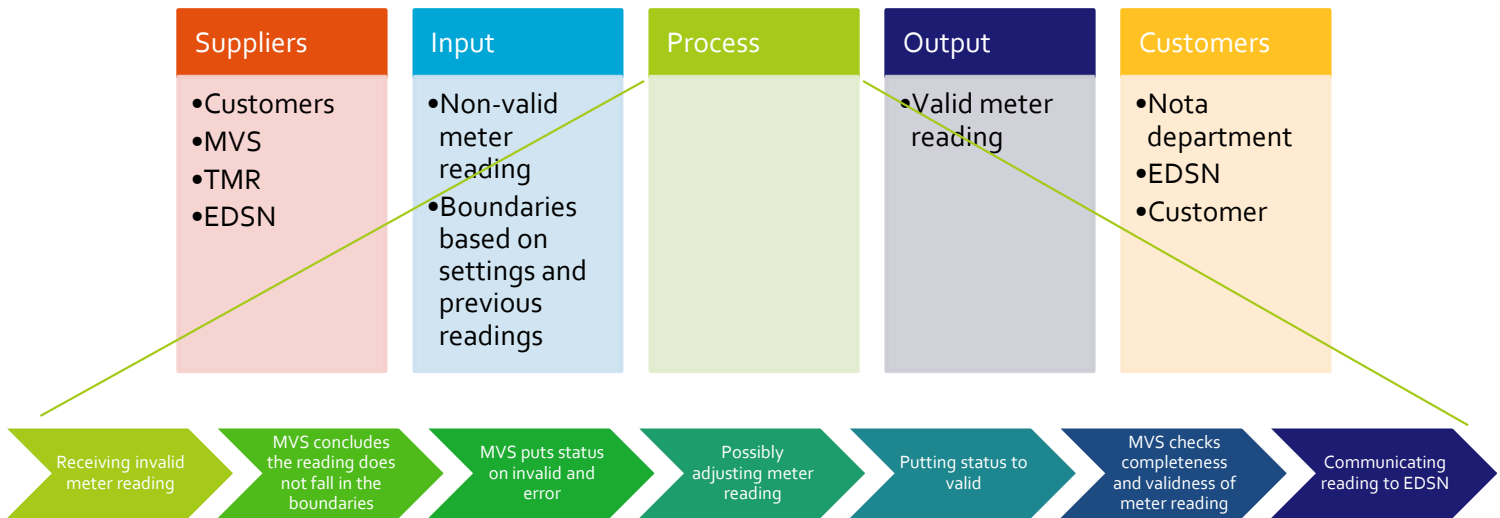 Suppliers
•Customers
•MVS
•TMR
•EDSN
Input
•Non-valid
meter
reading
•Boundaries
based on
settings and
previous
readings
Process
Output
•Valid meter
reading
Customers
•Nota
department
•EDSN
•Customer
Receiving invalid
meter reading
MVS concludes
the reading does
not fall in the
boundaries
MVS puts status
on invalid and
error
Possibly
adjusting meter
reading
Putting status to
valid
MVS checks
completeness
and validness of
meter reading
Communicating
reading to EDSN